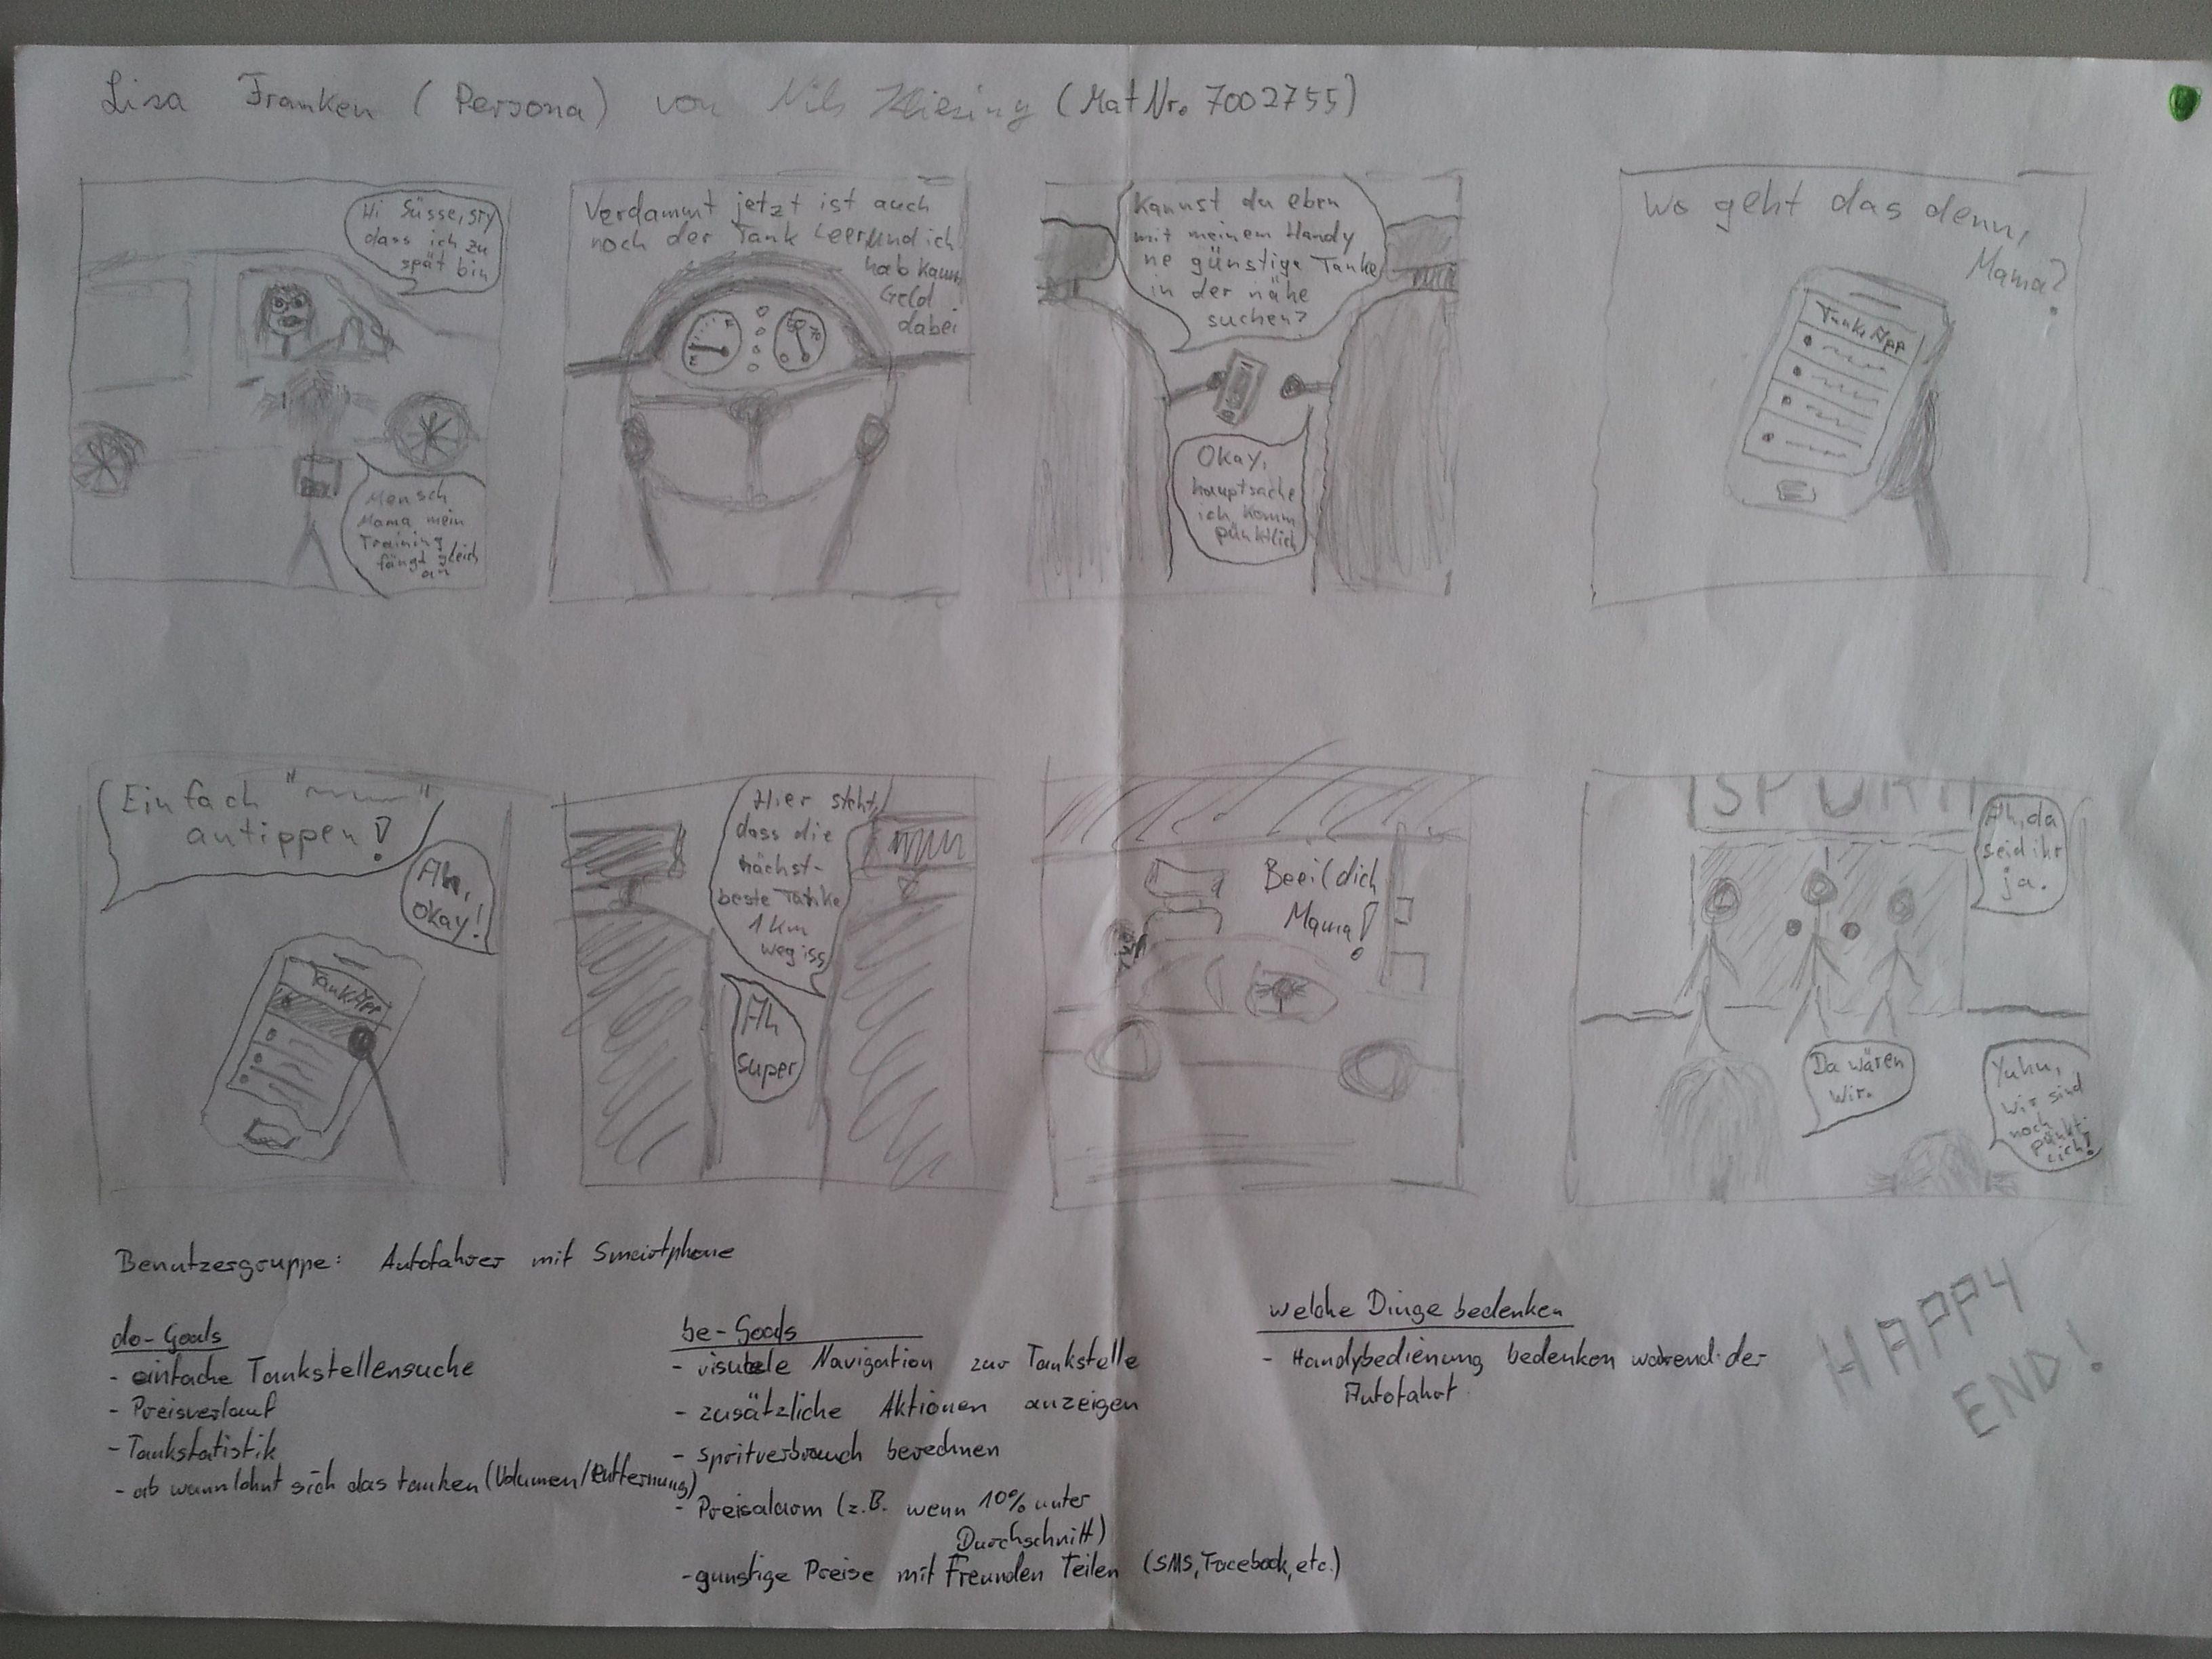 Lisa Franken (Persona) von Nils (MatNr. 7002755)
Hi Süsse, sry
dass ich zu
spät bin
Mensch
Mama mein
Training
fängt gleich
an
Verdammt jetzt ist auch
noch der Tank leer und ich
hab kaum
Geld
dabei
F
E
50
70
0
Kannst du eben
mit meinem Handy
ne günstige Tanke
in der nähe
suchen?
Okay,
hauptsache
ich komm
pünktlich
Wo geht das denn,
Mama?
TankApp
Einfach "
"
antippen!
Ah,
okay!
TankApp
Hier steht,
dass die
nächst-
beste Tanke
1 km
weg iss
Ah
super
Beeil dich
Mama!
SPORT
Ah, da
seid ihr
ja.
Da wären
wir.
Yuhu,
wir sind
noch
pünkt-
lich!
Benutzergruppe: Autofahrer mit Smartphone
do-Goals
- einfache Tankstellensuche
- Preisverlauf
- Tankstatistik
- ab wann lohnt sich das tanken (Volumen/Entfernung)
be-Goals
- visuelle Navigation zur Tankstelle
- zusätzliche Aktionen anzeigen
- Spritverbrauch berechnen
- Preisalarm (z.B. wenn 10% unter
Durchschnitt)
- günstige Preise mit Freunden Teilen (SMS, Facebook, etc.)
welche Dinge bedenken
- Handybedienung bedenken während der
Autofahrt
HAPPY
END!